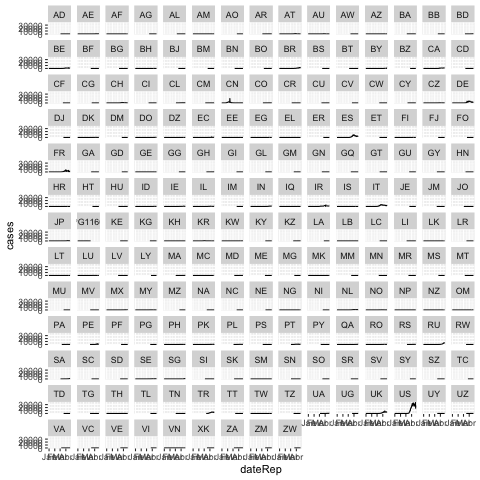 AD AE AF AG AL AM AO AR AT AU AW AZ BA BB BD
BE BF BG BH BJ BM BN BO BR BS BT BY BZ CA CD
CF CG CH CI CL CM CN CO CR CU CV CW CY CZ DE
DJ DK DM DO DZ EC EE EG EL ER ES ET FI FJ FO
FR GA GD GE GG GH GI GL GM GN GQ GT GU GY HN
HR HT HU ID IE IL IM IN IQ IR IS IT JE JM JO
cases
JP KE KG KH KR KW KY KZ LA LB LC LI LK LR
LT LU LV LY MA MC MD ME MG MK MM MN MR MS MT
MU MV MX MY MZ NA NC NE NG NI NL NO NP NZ OM
PA PE PF PG PH PK PL PS PT PY QA RO RS RU RW
SA SC SD SE SG SI SK SM SN SO SR SV SY SZ TC
TD TG TH TL TN TR TT TW TZ UA UG UK US UY UZ
VA VC VE VI VN XK ZA ZM ZW
dateRep